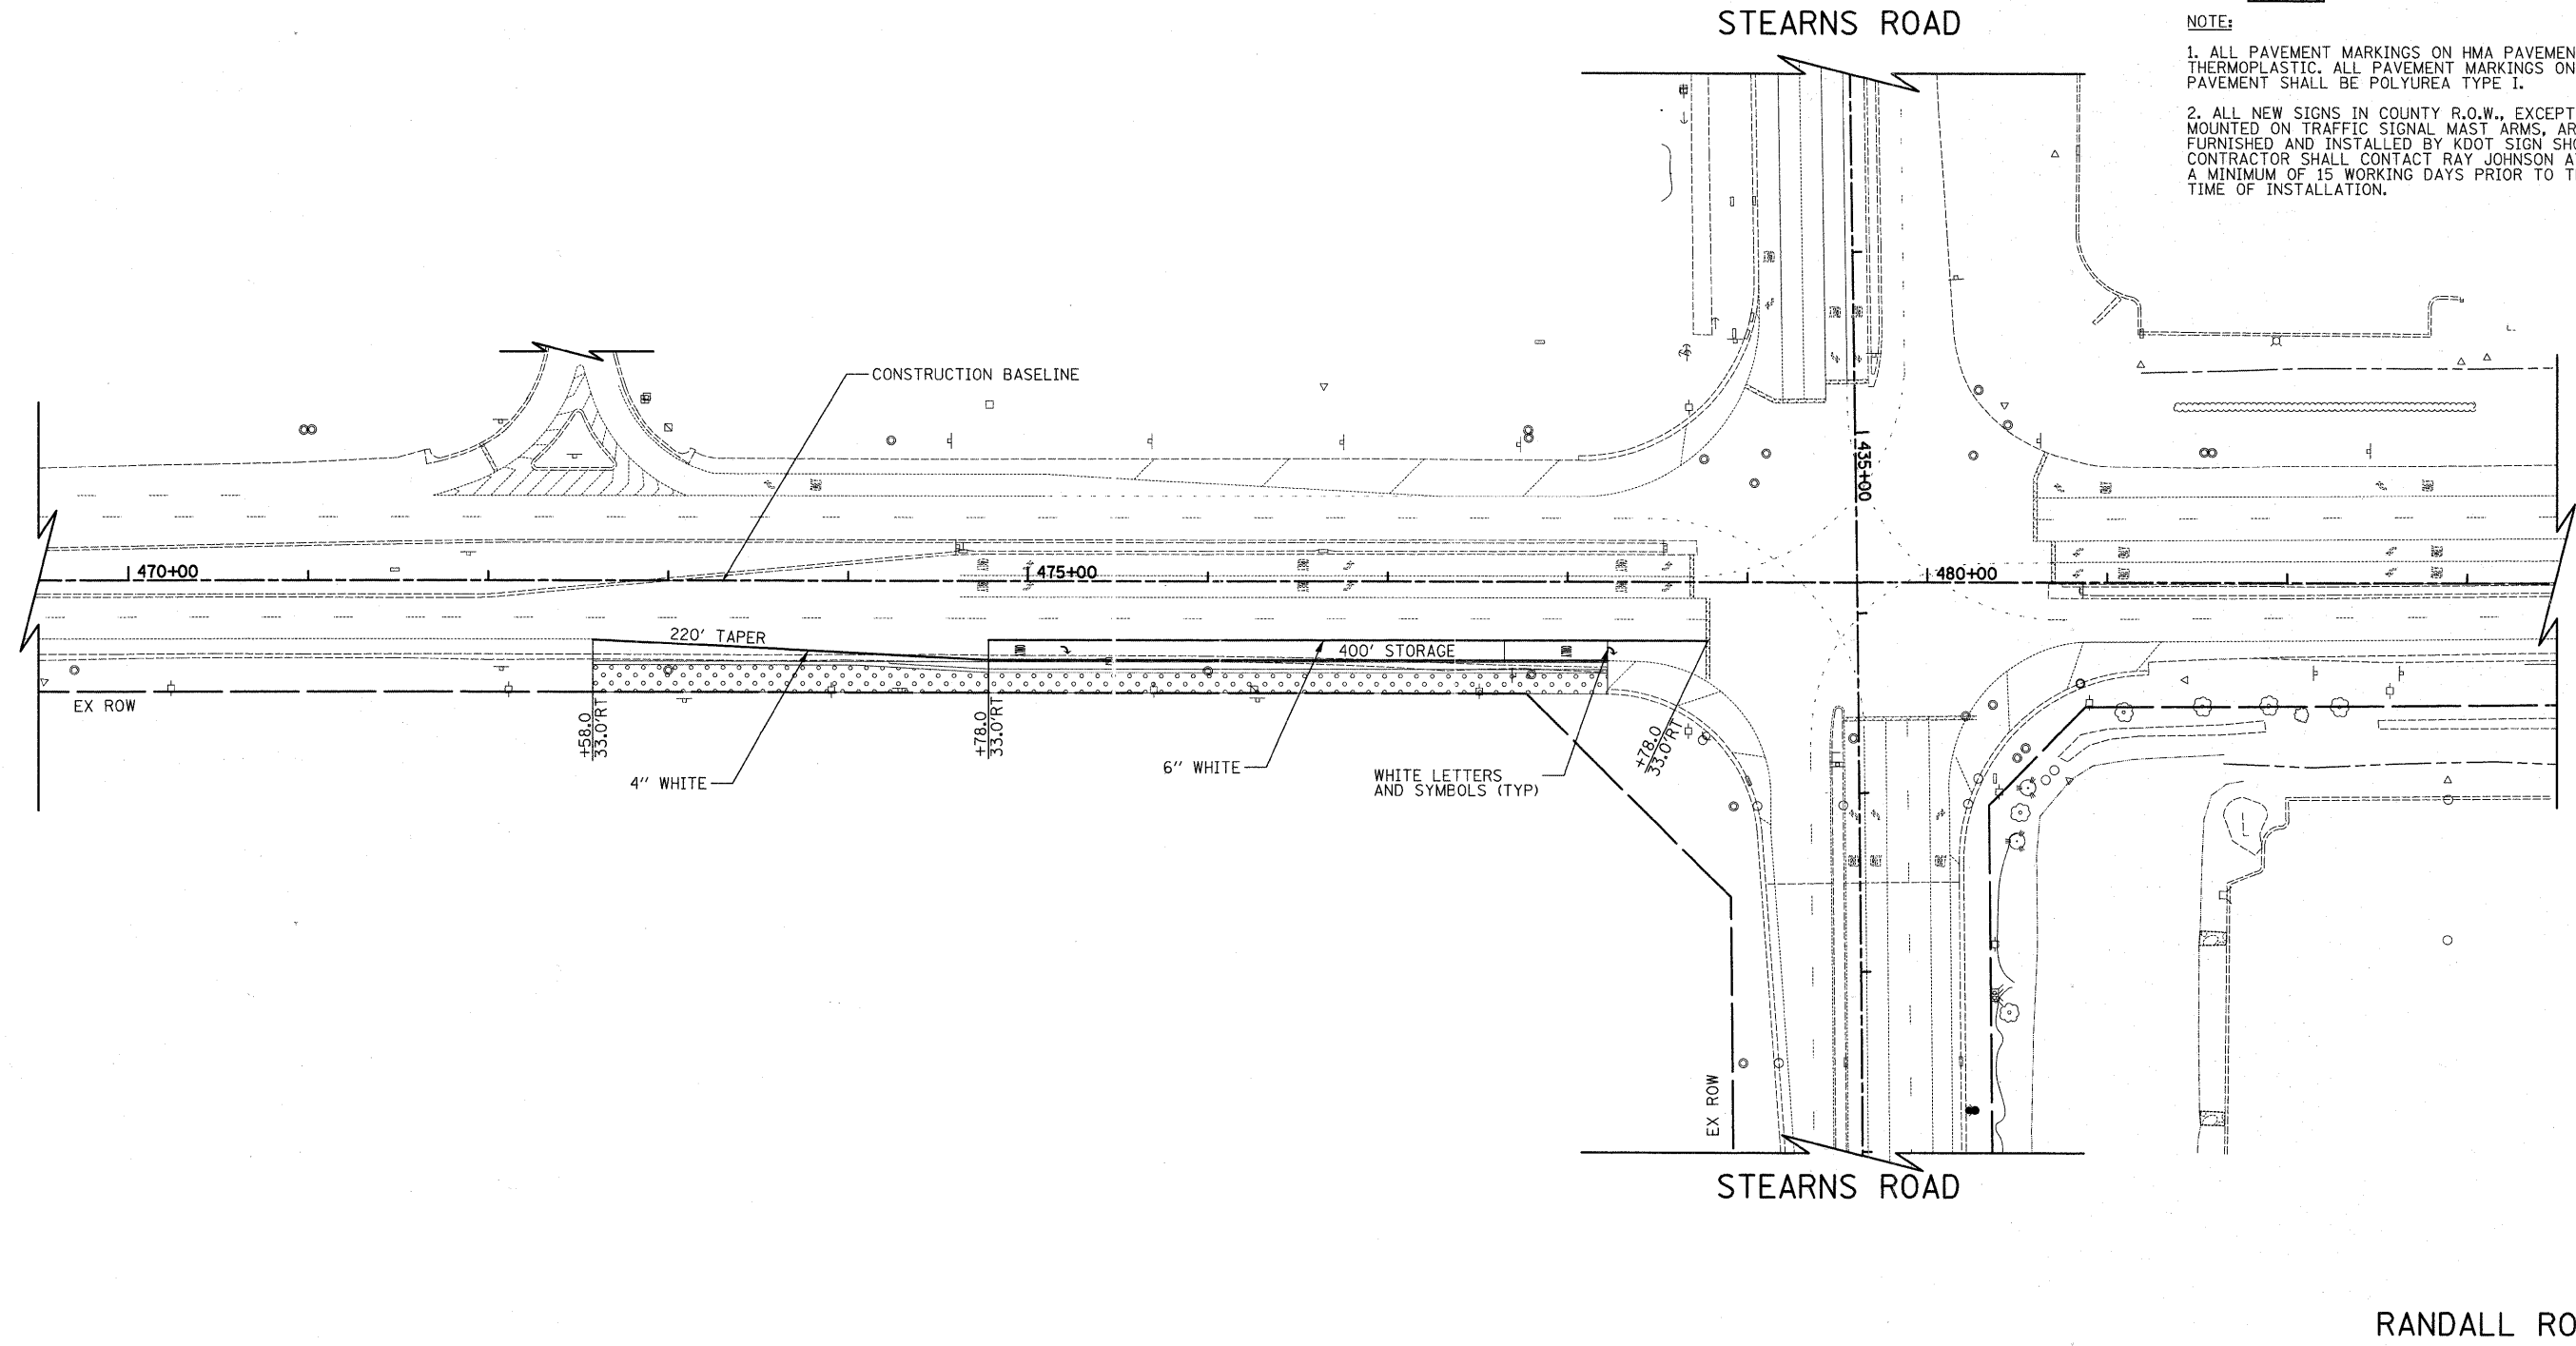 STEARNS ROAD
NOTE:
1. ALL PAVEMENT MARKINGS ON HMA PAVEMEN
THERMOPLASTIC. ALL PAVEMENT MARKINGS ON
PAVEMENT SHALL BE POLYUREA TYPE I.
2. ALL NEW SIGNS IN COUNTY R.O.W., EXCEPT
MOUNTED ON TRAFFIC SIGNAL MAST ARMS, AR
FURNISHED AND INSTALLED BY KDOT SIGN SHO
CONTRACTOR SHALL CONTACT RAY JOHNSON A
A MINIMUM OF 15 WORKING DAYS PRIOR TO T
TIME OF INSTALLATION.
CONSTRUCTION BASELINE
435+00
470+00
475+00
480+00
220' TAPER
400' STORAGE
EX ROW
+58.0
33.0'RT
+78.0
33.0'RT
+78.0
33.0'RT
4'' WHITE
6'' WHITE
WHITE LETTERS
AND SYMBOLS (TYP)
EX ROW
STEARNS ROAD
RANDALL RO